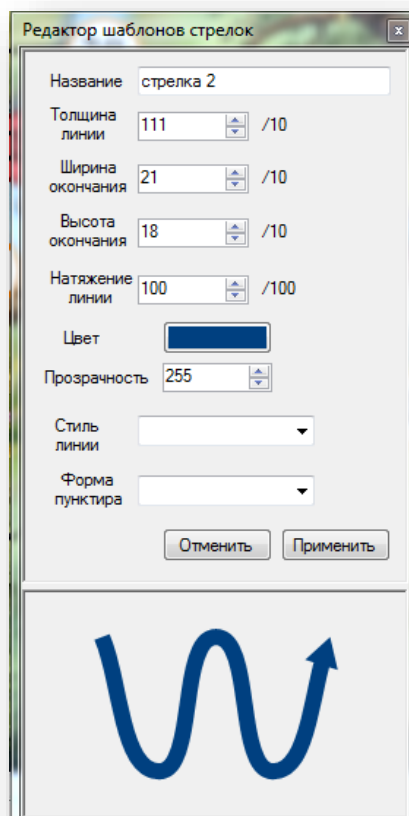 Редактор шаблонов стрелок
x
Название стрелка 2
Толщина
линии 111 /10
Ширина
окончания 21 /10
Высота
окончания 18 /10
Натяжение
линии 100 /100
Цвет
Прозрачность 255
Стиль
линии
Форма
пунктира
Отменить Применить